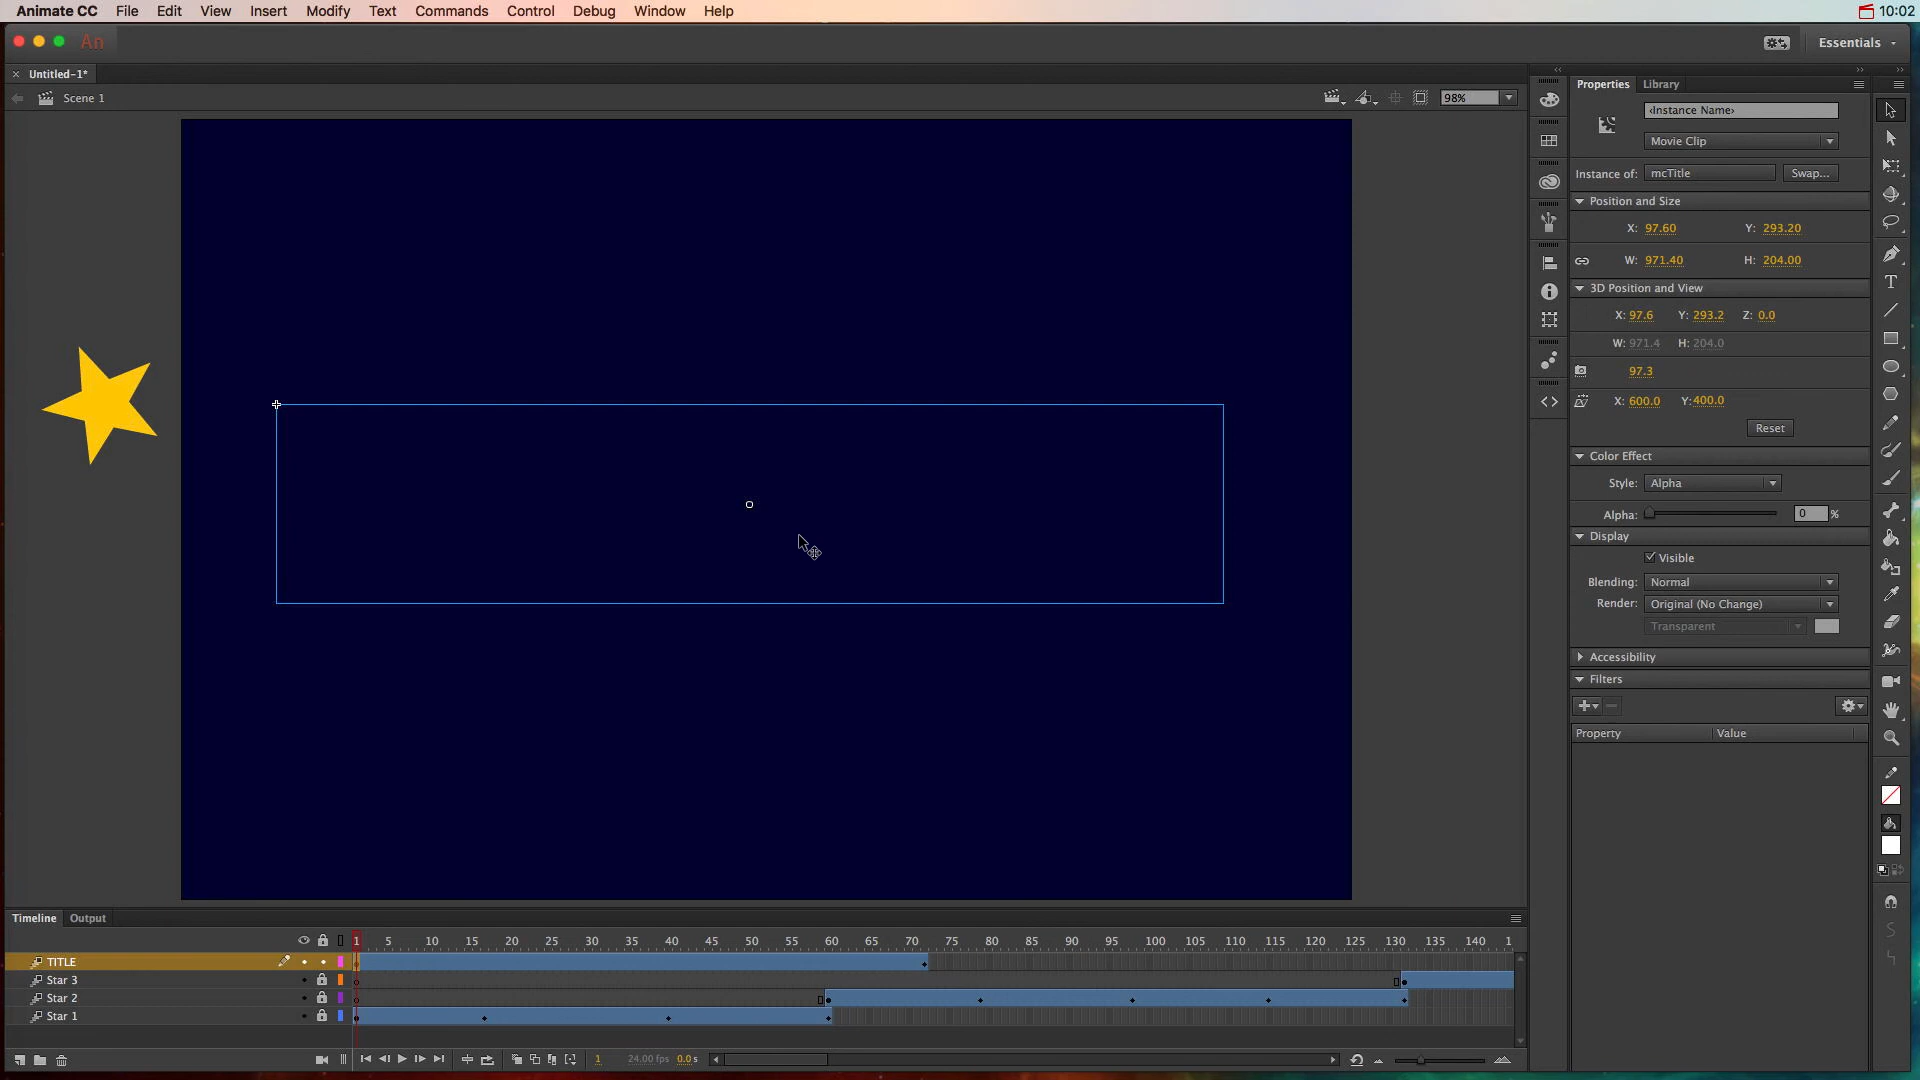 Animate CC File Edit View Insert Modify Text Commands Control Debug Window Help 10:02
An Essentials
Untitled-1*
Scene 1 98%
Properties Library
‹Instance Name›
Movie Clip
Instance of: mcTitle Swap...
Position and Size
X: 97.60 Y: 293.20
W: 971.40 H: 204.00
3D Position and View
X: 97.6 Y: 293.2 Z: 0.0
W: 971.4 H: 204.0
97.3
X: 600.0 Y: 400.0
Reset
Color Effect
Style: Alpha
Alpha: 0 %
Display
Visible
Blending: Normal
Render: Original (No Change)
Transparent
Accessibility
Filters
Property Value
Timeline Output
1 5 10 15 20 25 30 35 40 45 50 55 60 65 70 75 80 85 90 95 100 105 110 115 120 125 130 135 140 1
TITLE
Star 3
Star 2
Star 1
1 24.00 fps 0.0 s